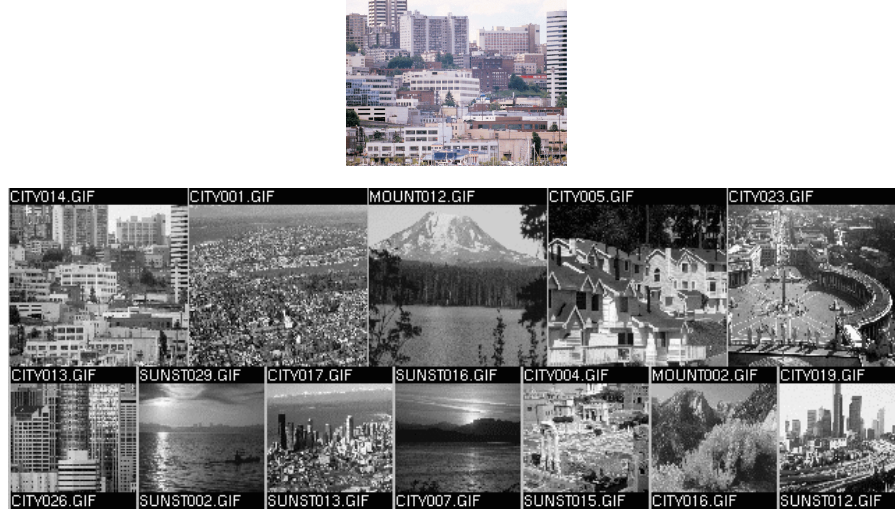 CITY014.GIF CITY001.GIF MOUNT012.GIF CITY005.GIF CITY023.GIF
CITY013.GIF SUNST029.GIF CITY017.GIF SUNST016.GIF CITY004.GIF MOUNT002.GIF CITY019.GIF
CITY026.GIF SUNST002.GIF SUNST013.GIF CITY007.GIF SUNST015.GIF CITY016.GIF SUNST012.GIF